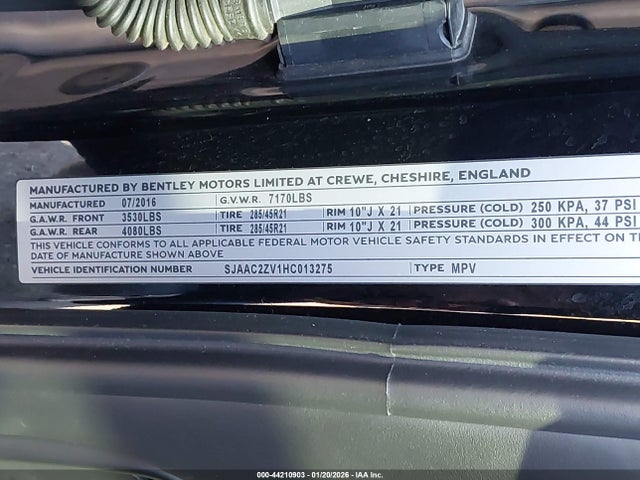 MANUFACTURED BY BENTLEY MOTORS LIMITED AT CREWE, CHESHIRE, ENGLAND
MANUFACTURED 07/2016 G.V.W.R. 7170LBS
G.A.W.R. FRONT 3530LBS TIRE 285/45R21 RIM 10"J X 21 PRESSURE (COLD) 250 KPA, 37 PSI
G.A.W.R. REAR 4080LBS TIRE 285/45R21 RIM 10"J X 21 PRESSURE (COLD) 300 KPA, 44 PSI
THIS VEHICLE CONFORMS TO ALL APPLICABLE FEDERAL MOTOR VEHICLE SAFETY STANDARDS IN EFFECT ON
DATE OF MANUFACTURE SHOWN ABOVE
VEHICLE IDENTIFICATION NUMBER SJAAC2ZV1HC013275 TYPE MPV
000-44210903 - 01/20/2026 - IAA Inc.